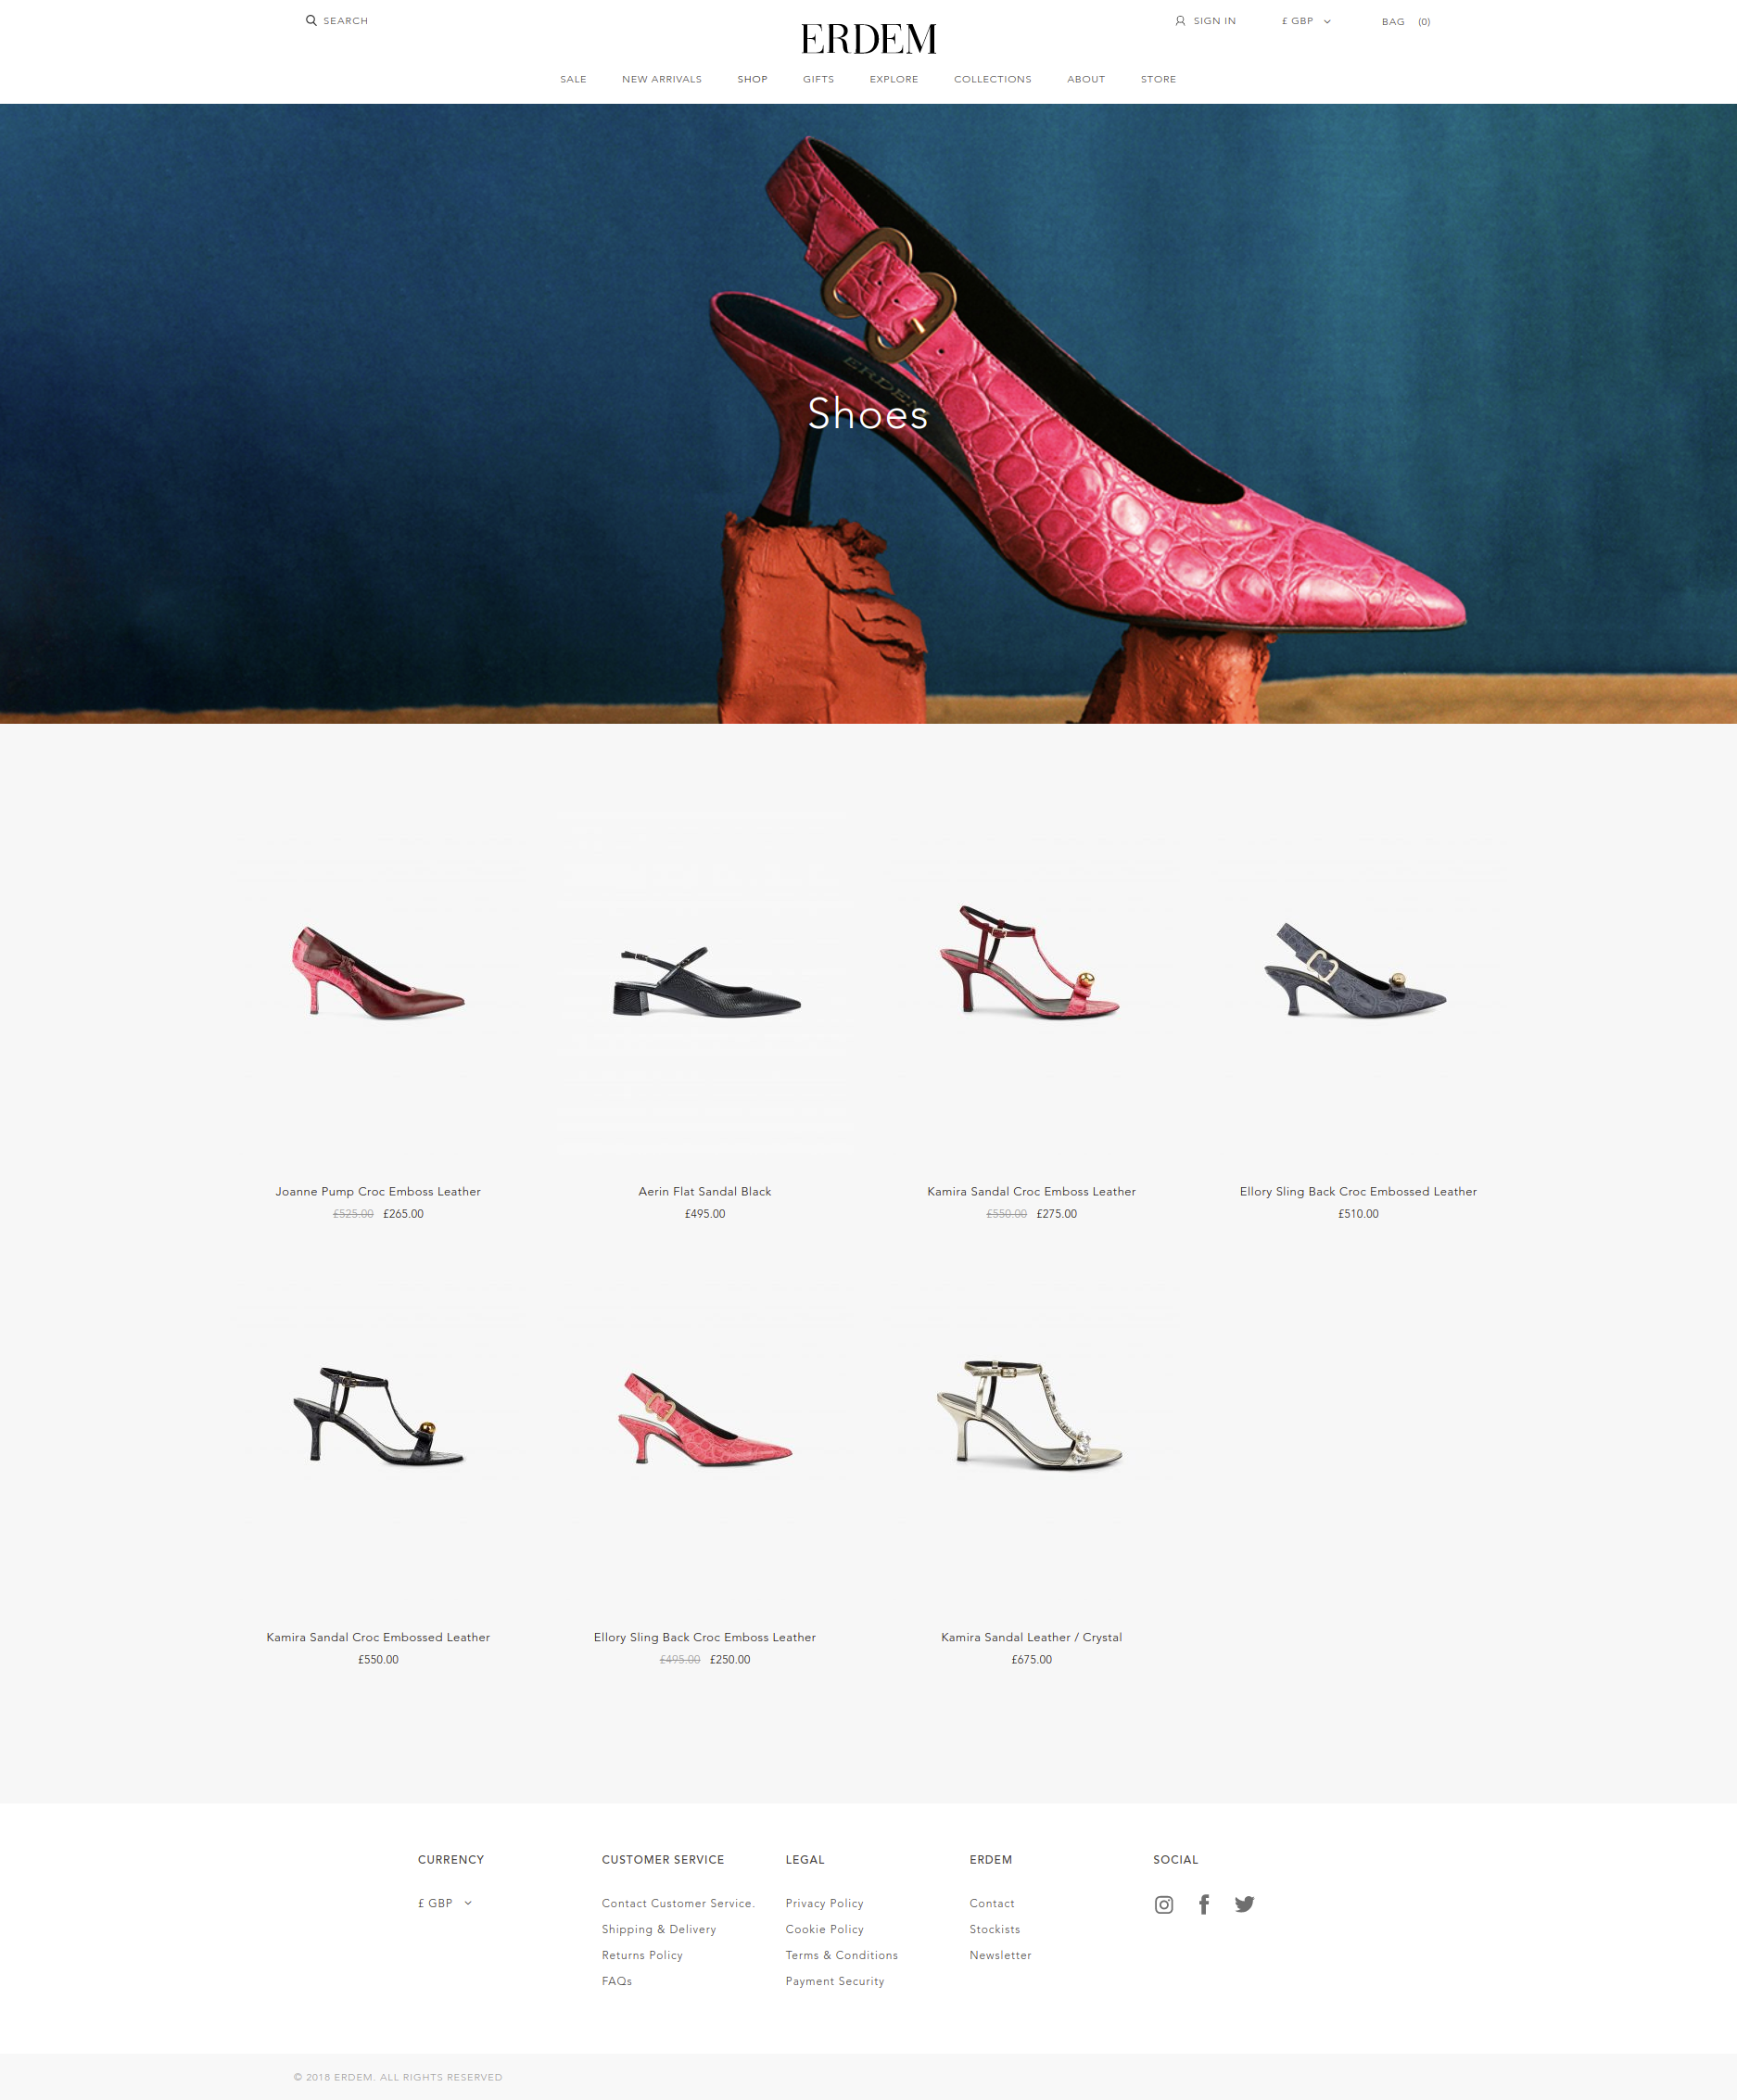 SEARCH
ERDEM
SIGN IN
£ GBP
BAG (0)
SALE NEW ARRIVALS SHOP GIFTS EXPLORE COLLECTIONS ABOUT STORE
ERDEM
Shoes
Joanne Pump Croc Emboss Leather
£525.00 £265.00
Aerin Flat Sandal Black
£495.00
Kamira Sandal Croc Emboss Leather
£550.00 £275.00
Ellory Sling Back Croc Embossed Leather
£510.00
Kamira Sandal Croc Embossed Leather
£550.00
Ellory Sling Back Croc Emboss Leather
£495.00 £250.00
Kamira Sandal Leather / Crystal
£675.00
CURRENCY
£ GBP
CUSTOMER SERVICE
Contact Customer Service.
Shipping & Delivery
Returns Policy
FAQs
LEGAL
Privacy Policy
Cookie Policy
Terms & Conditions
Payment Security
ERDEM
Contact
Stockists
Newsletter
SOCIAL
© 2018 ERDEM. ALL RIGHTS RESERVED